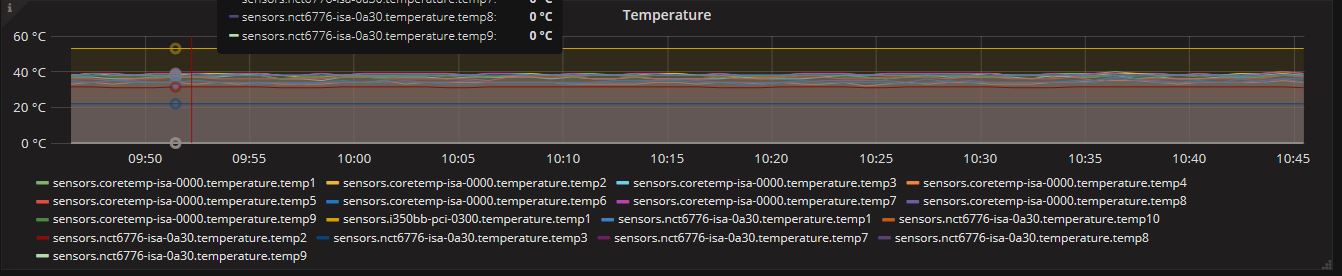 sensors.nct6776-isa-0a30.temperature.temp7: 0 °C
Temperature
sensors.nct6776-isa-0a30.temperature.temp8: 0 °C
sensors.nct6776-isa-0a30.temperature.temp9: 0 °C
60 °C
40 °C
20 °C
0 °C
09:50 09:55 10:00 10:05 10:10 10:15 10:20 10:25 10:30 10:35 10:40 10:45
sensors.coretemp-isa-0000.temperature.temp1 sensors.coretemp-isa-0000.temperature.temp2 sensors.coretemp-isa-0000.temperature.temp3 sensors.coretemp-isa-0000.temperature.temp4
sensors.coretemp-isa-0000.temperature.temp5 sensors.coretemp-isa-0000.temperature.temp6 sensors.coretemp-isa-0000.temperature.temp7 sensors.coretemp-isa-0000.temperature.temp8
sensors.coretemp-isa-0000.temperature.temp9 sensors.i350bb-pci-0300.temperature.temp1 sensors.nct6776-isa-0a30.temperature.temp1 sensors.nct6776-isa-0a30.temperature.temp10
sensors.nct6776-isa-0a30.temperature.temp2 sensors.nct6776-isa-0a30.temperature.temp3 sensors.nct6776-isa-0a30.temperature.temp7 sensors.nct6776-isa-0a30.temperature.temp8
sensors.nct6776-isa-0a30.temperature.temp9